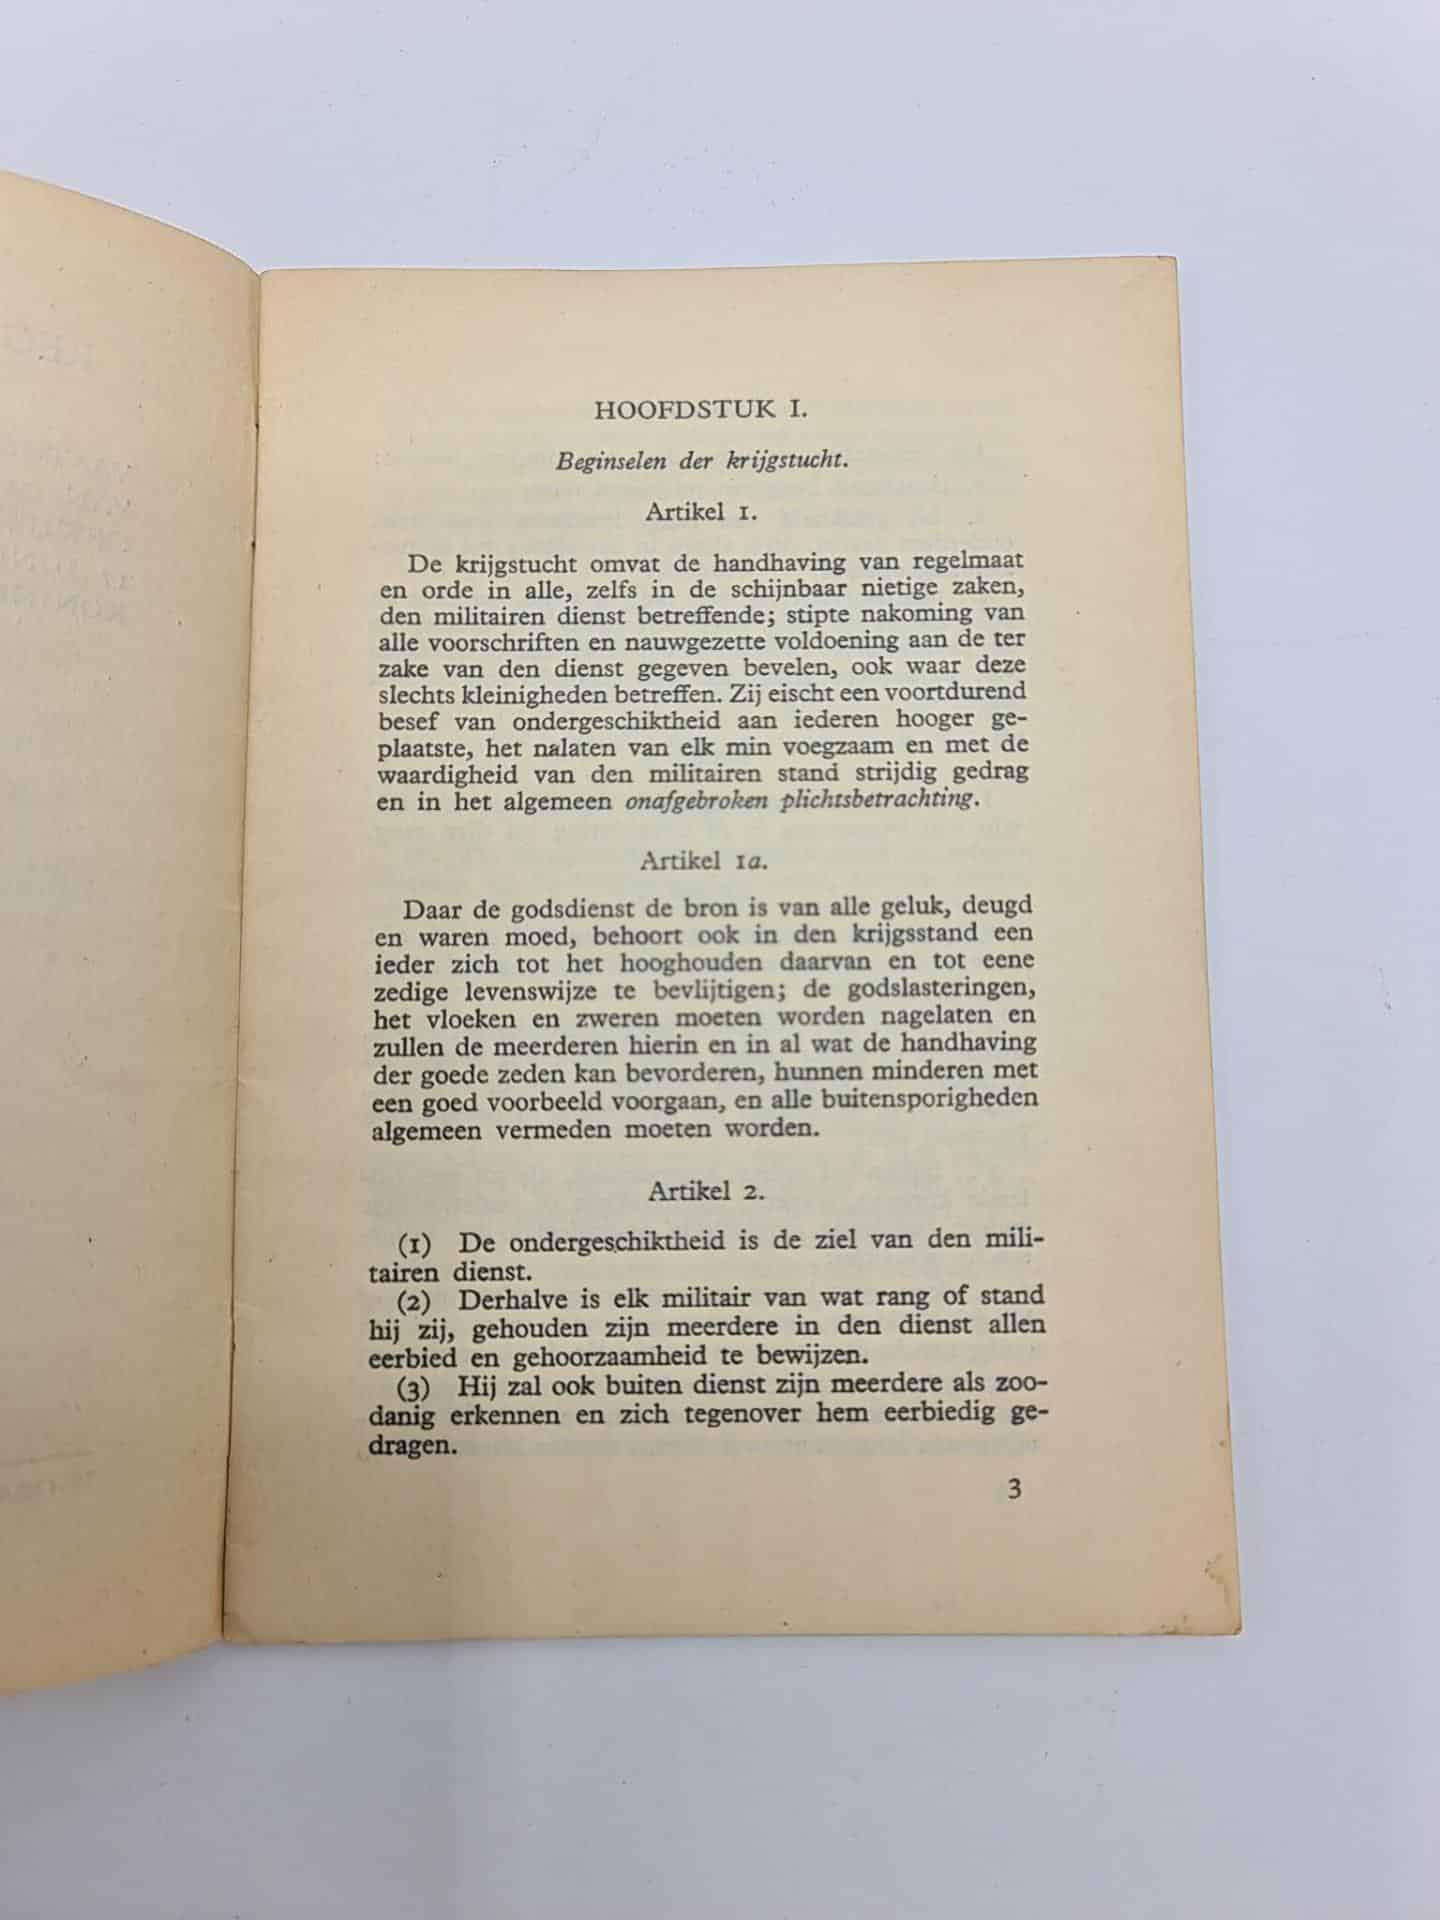 HOOFDSTUK I.
Beginselen der krijgstucht.
Artikel 1.
De krijgstucht omvat de handhaving van regelmaat
en orde in alle, zelfs in de schijnbaar nietige zaken,
den militairen dienst betreffende; stipte nakoming van
alle voorschriften en nauwgezette voldoening aan de ter
zake van den dienst gegeven bevelen, ook waar deze
slechts kleinigheden betreffen. Zij eischt een voortdurend
besef van ondergeschiktheid aan iederen hooger ge-
plaatste, het nalaten van elk min voegzaam en met de
waardigheid van den militairen stand strijdig gedrag
en in het algemeen onafgebroken plichtsbetrachting.
Artikel 1a.
Daar de godsdienst de bron is van alle geluk, deugd
en waren moed, behoort ook in den krijgsstand een
ieder zich tot het hooghouden daarvan en tot eene
zedige levenswijze te bevlijtigen; de godslasteringen,
het vloeken en zweren moeten worden nagelaten en
zullen de meerderen hierin en in al wat de handhaving
der goede zeden kan bevorderen, hunnen minderen met
een goed voorbeeld voorgaan, en alle buitensporigheden
algemeen vermeden moeten worden.
Artikel 2.
(1) De ondergeschiktheid is de ziel van den mili-
tairen dienst.
(2) Derhalve is elk militair van wat rang of stand
hij zij, gehouden zijn meerdere in den dienst allen
eerbied en gehoorzaamheid te bewijzen.
(3) Hij zal ook buiten dienst zijn meerdere als zoo-
danig erkennen en zich tegenover hem eerbiedig ge-
dragen.
3